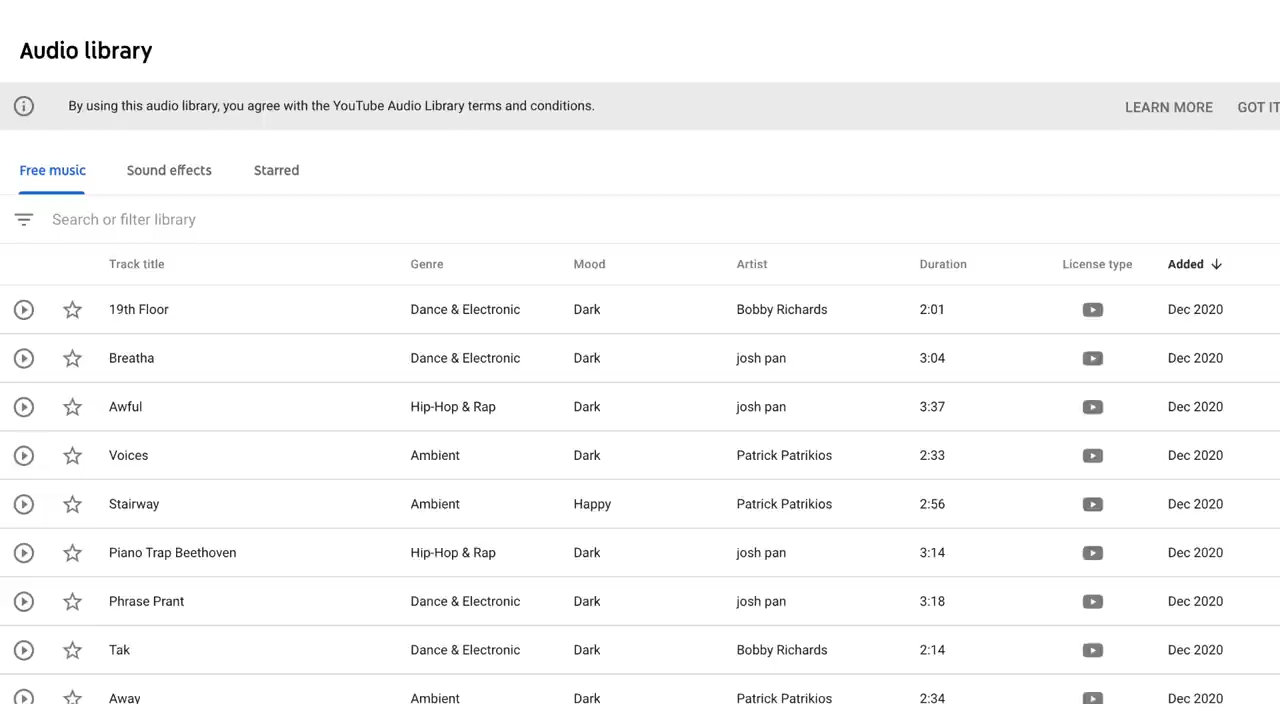 Audio library
By using this audio library, you agree with the YouTube Audio Library terms and conditions. LEARN MORE GOT IT
Free music Sound effects Starred
Search or filter library
Track title Genre Mood Artist Duration License type Added
19th Floor Dance & Electronic Dark Bobby Richards 2:01 Dec 2020
Breatha Dance & Electronic Dark josh pan 3:04 Dec 2020
Awful Hip-Hop & Rap Dark josh pan 3:37 Dec 2020
Voices Ambient Dark Patrick Patrikios 2:33 Dec 2020
Stairway Ambient Happy Patrick Patrikios 2:56 Dec 2020
Piano Trap Beethoven Hip-Hop & Rap Dark josh pan 3:14 Dec 2020
Phrase Prant Dance & Electronic Dark josh pan 3:18 Dec 2020
Tak Dance & Electronic Dark Bobby Richards 2:14 Dec 2020
Away Ambient Dark Patrick Patrikios 2:34 Dec 2020